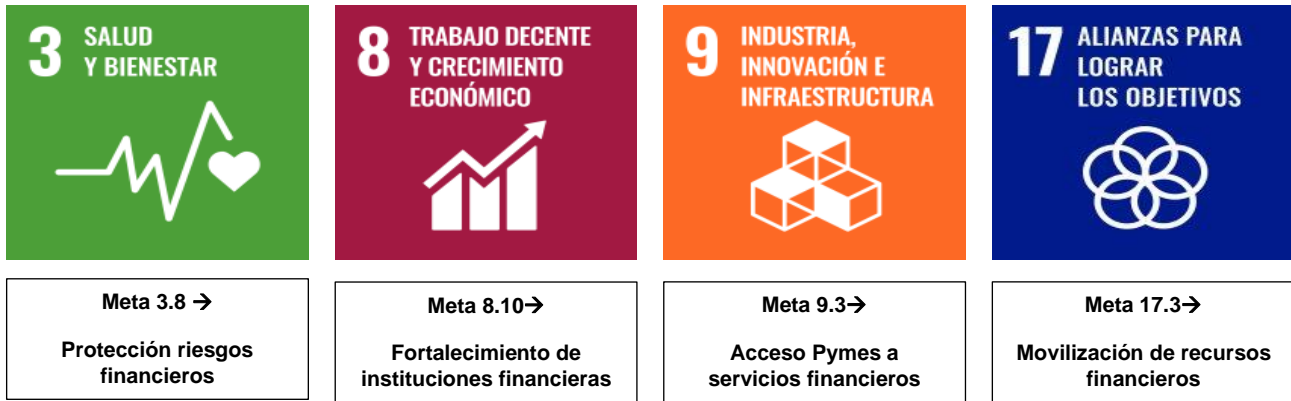 3 SALUD
Y BIENESTAR
8 TRABAJO DECENTE
Y CRECIMIENTO
ECONÓMICO
9 INDUSTRIA,
INNOVACIÓN E
INFRAESTRUCTURA
17 ALIANZAS PARA
LOGRAR
LOS OBJETIVOS
Meta 3.8 →
Protección riesgos
financieros
Meta 8.10→
Fortalecimiento de
instituciones financieras
Meta 9.3→
Acceso Pymes a
servicios financieros
Meta 17.3→
Movilización de recursos
financieros